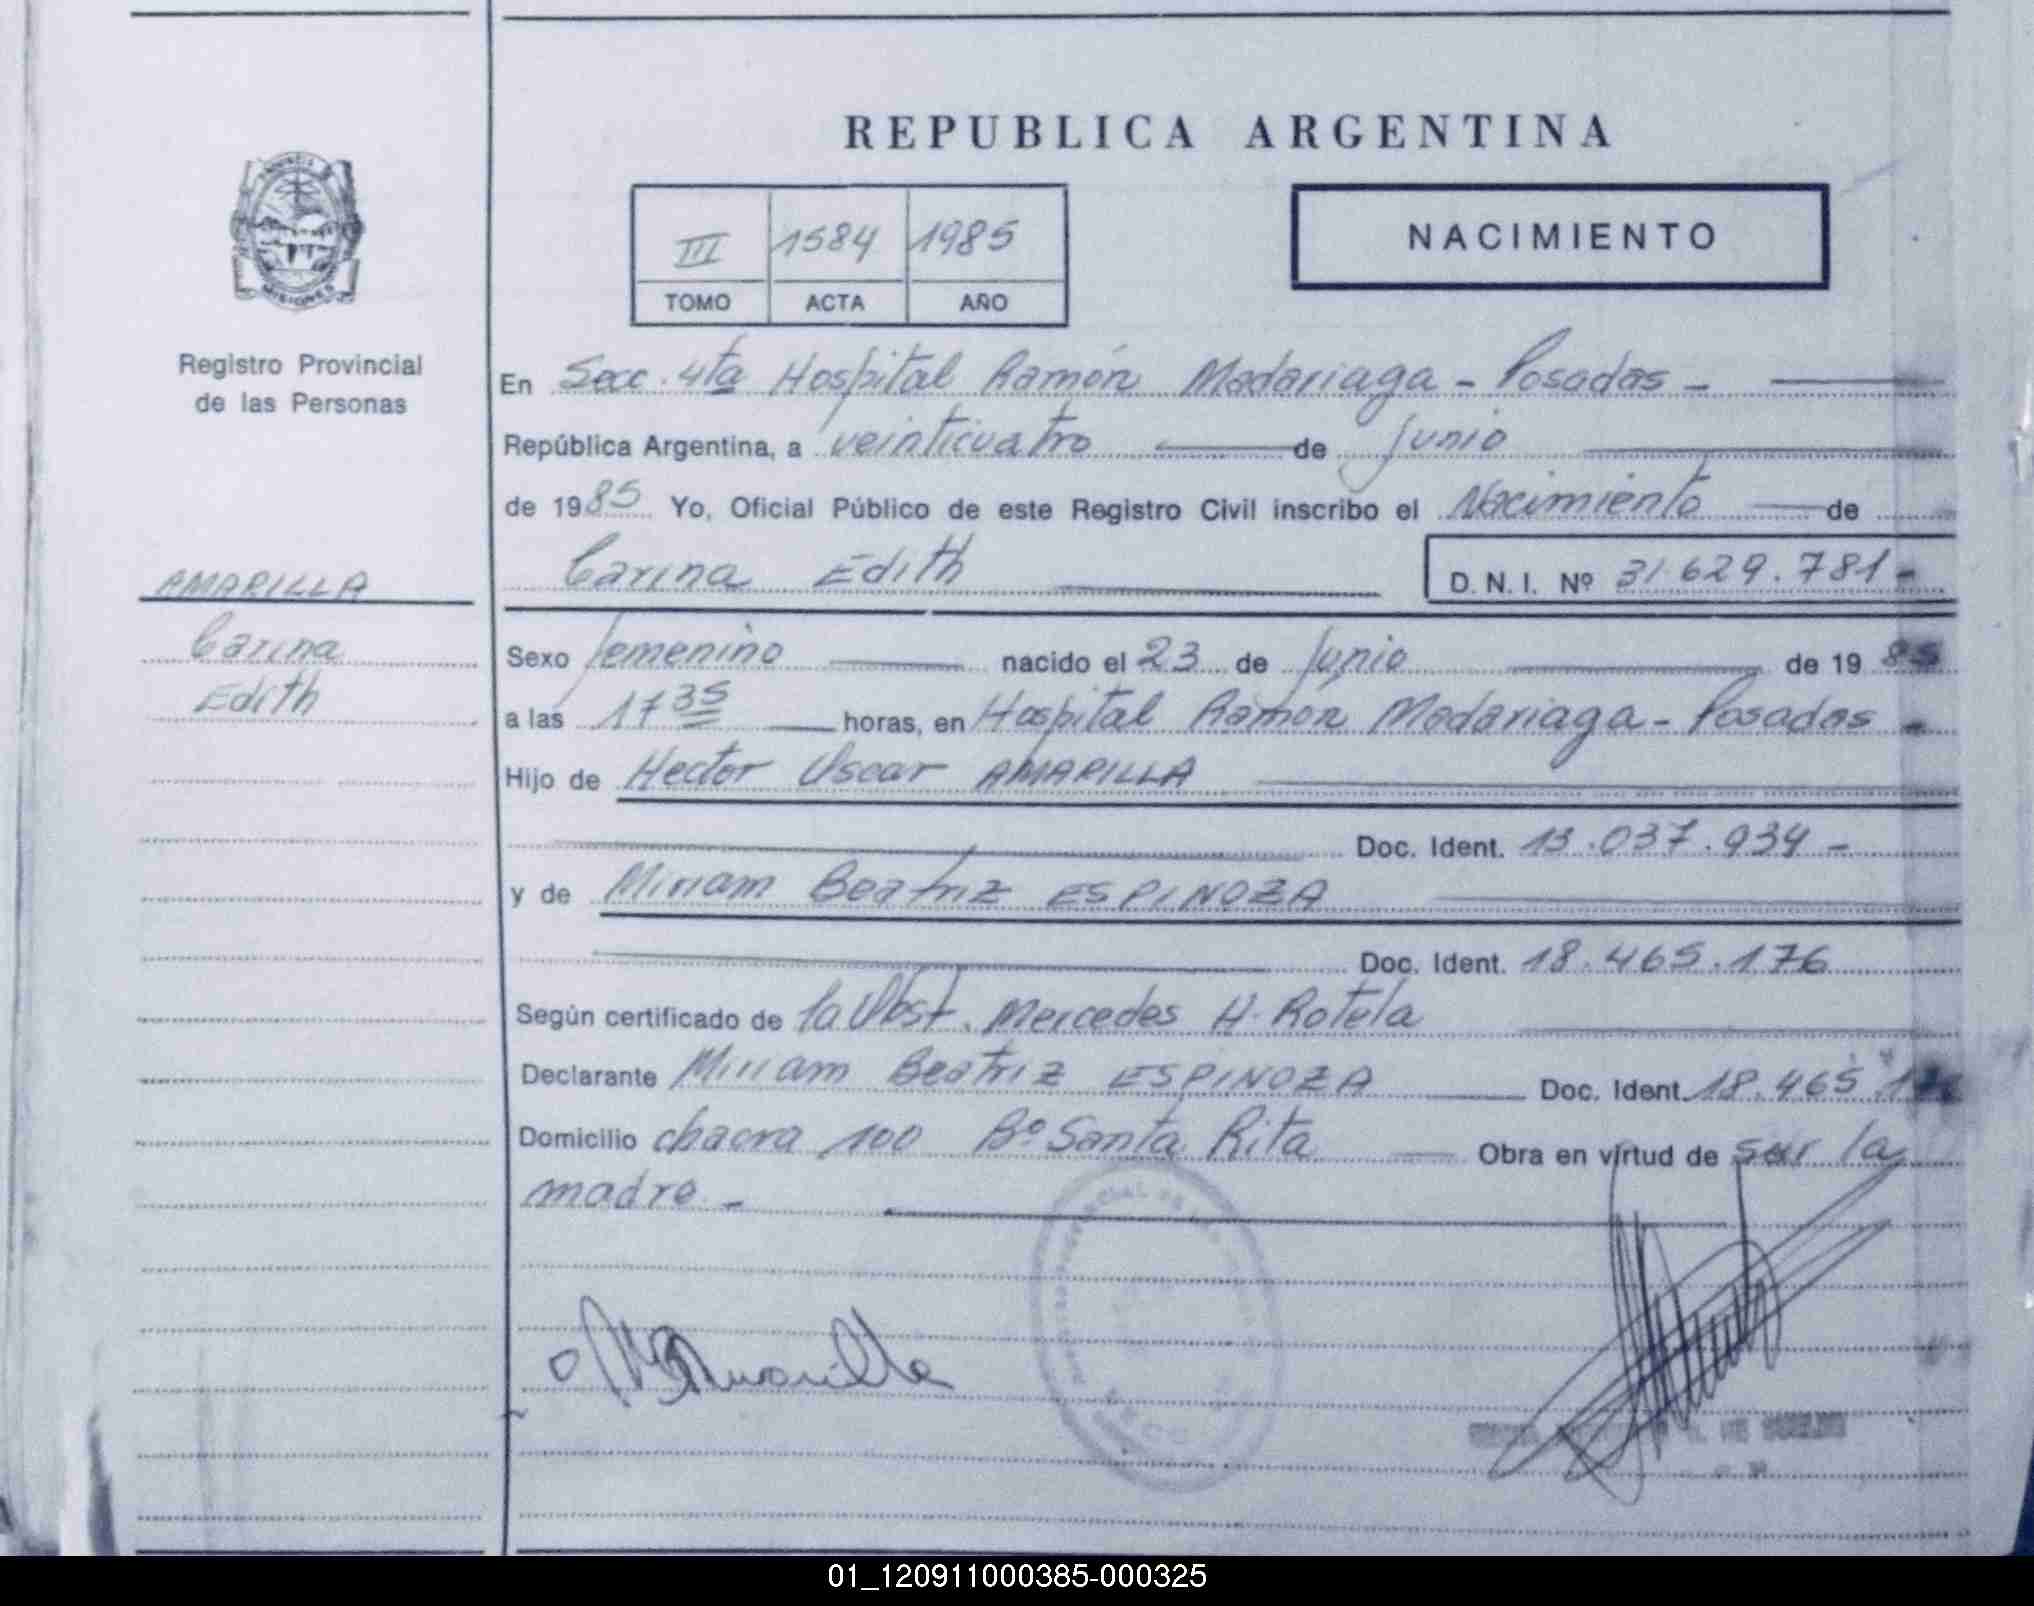 REPUBLICA ARGENTINA
MISIONES
III 1584 1985
TOMO ACTA AÑO
NACIMIENTO
Registro Provincial
de las Personas
En Secc. 4ta Hospital Ramón Madariaga - Posadas -
República Argentina, a veinticuatro de junio
de 1985 Yo, Oficial Público de este Registro Civil inscribo el Nacimiento de
AMARILLA
Carina Edith D.N.I. Nº 31.629.781-
Carina
Edith
Sexo femenino nacido el 23 de junio de 19 85
a las 17 35 horas, en Hospital Ramón Madariaga - Posadas -
Hijo de Hector Oscar AMARILLA
Doc. Ident. 13.037.934 -
y de Miriam Beatriz ESPINOZA
Doc. Ident. 18.465.176
Según certificado de la Obst. Mercedes H. Rotela
Declarante Miriam Beatriz ESPINOZA Doc. Ident. 18.465.176
Domicilio chacra 100 Bº Santa Rita Obra en virtud de ser la
madre -
01_120911000385-000325